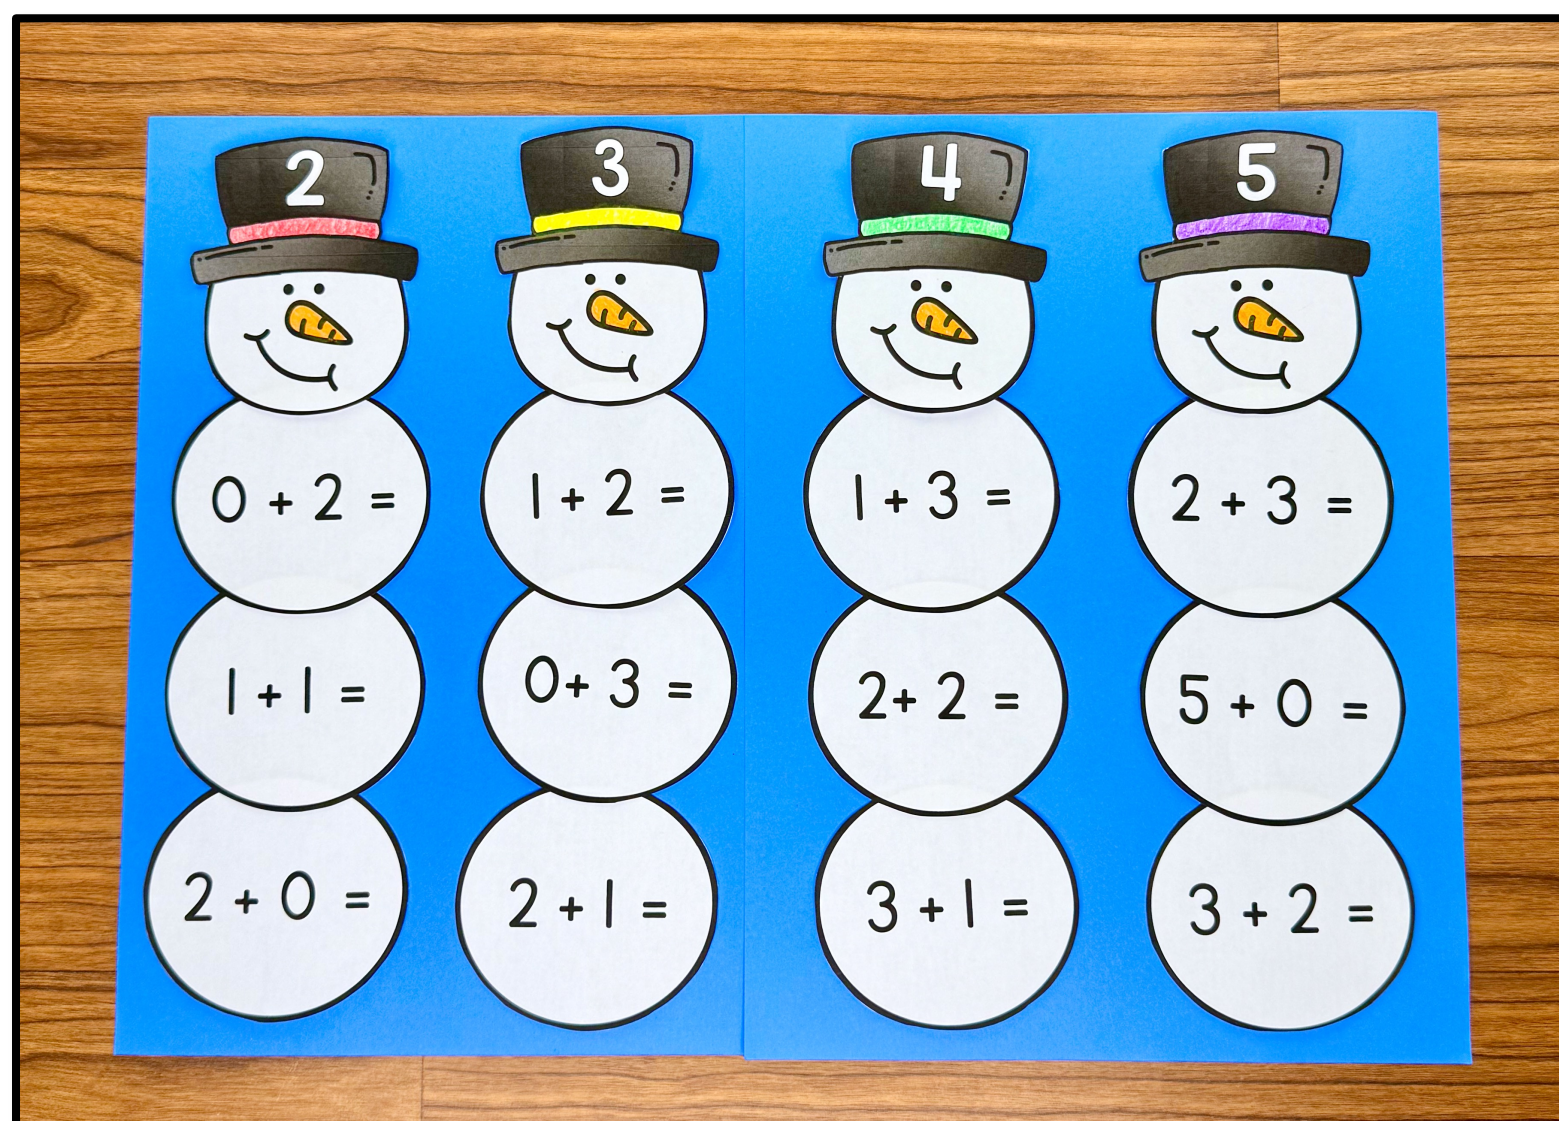 2
0 + 2 =
1 + 1 =
2 + 0 =
3
1 + 2 =
0+ 3 =
2 + 1 =
4
1 + 3 =
2+ 2 =
3 + 1 =
5
2 + 3 =
5 + 0 =
3 + 2 =